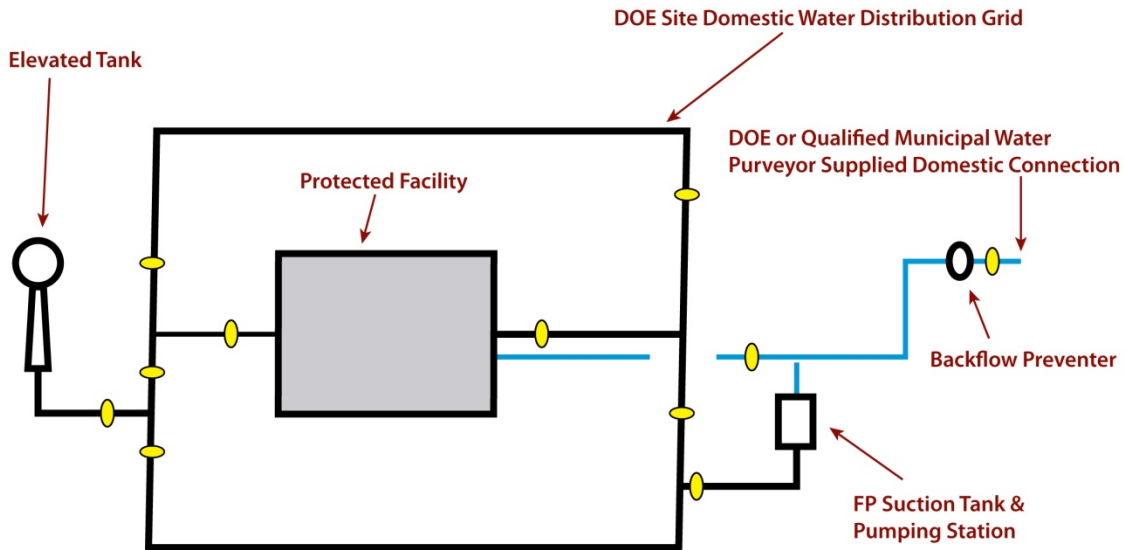 DOE Site Domestic Water Distribution Grid
Elevated Tank
DOE or Qualified Municipal Water
Purveyor Supplied Domestic Connection
Protected Facility
Backflow Preventer
FP Suction Tank &
Pumping Station